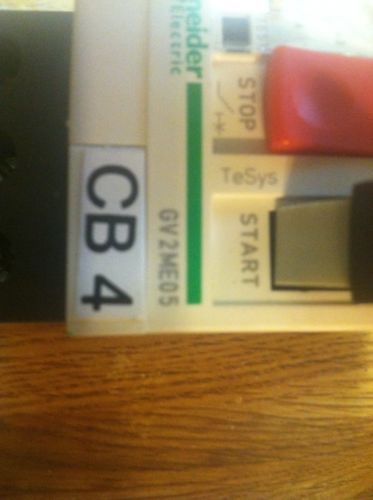 neider
Electric
STOP
TeSys
START
GV2ME05
CB 4